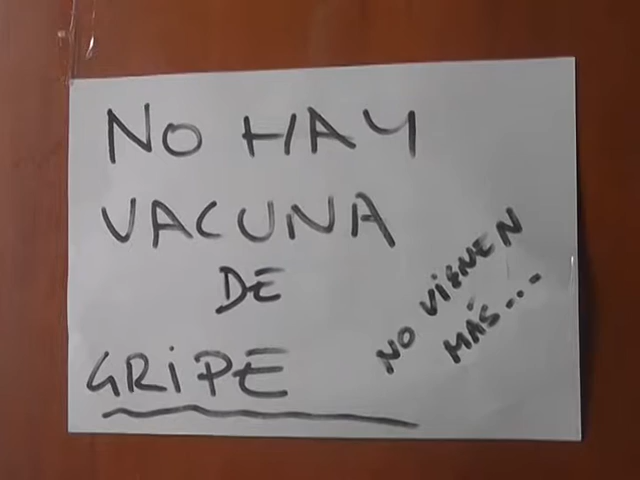 NO HAY
VACUNA
DE
GRIPE
NO VIENEN
MÁS...